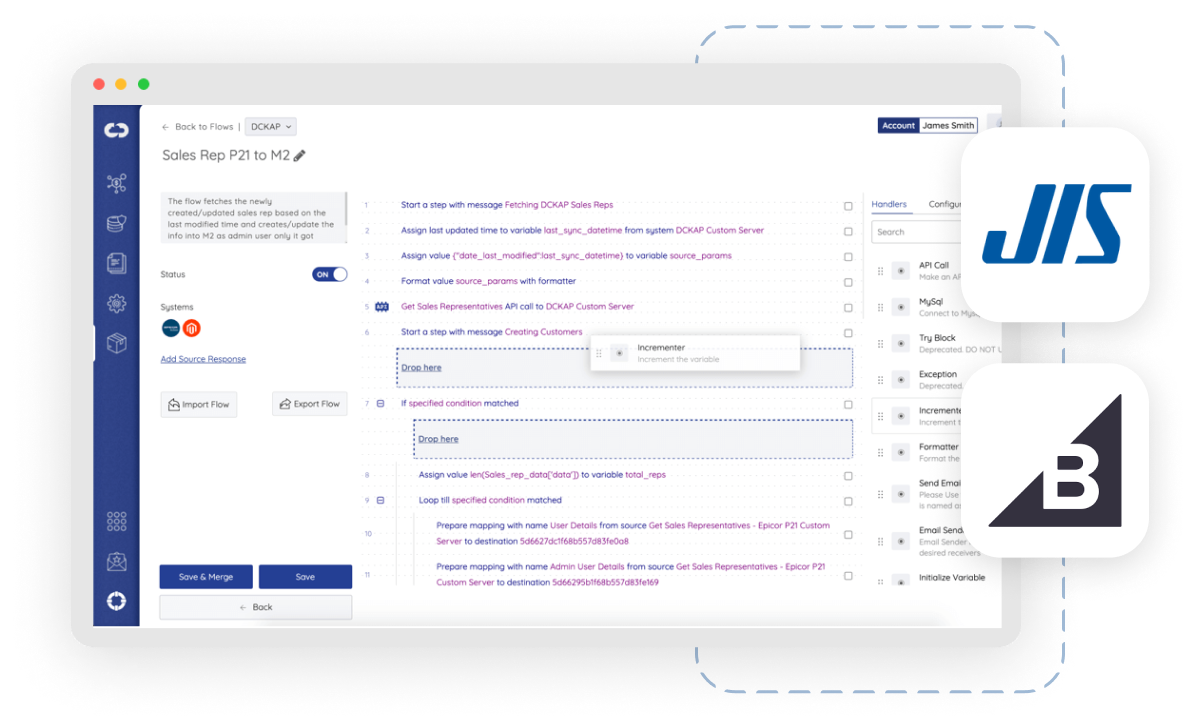 ← Back to Flows | DCKAP
Account James Smith
Sales Rep P21 to M2
The flow fetches the newly
created/updated sales rep based on the
last modified time and creates/update the
info into M2 as admin user only it got
Status
ON
Systems
Add Source Response
Import Flow
Export Flow
Save & Merge
Save
← Back
1 Start a step with message Fetching DCKAP Sales Reps
2 Assign last updated time to variable last_sync_datetime from system DCKAP Custom Server
3 Assign value {"date_last_modified":last_sync_datetime} to variable source_params
4 Format value source_params with formatter
5 API Get Sales Representatives API call to DCKAP Custom Server
6 Start a step with message Creating Customers
Incrementer
Increment the variable
Drop here
7 If specified condition matched
Drop here
8 Assign value len(Sales_rep_data['data']) to variable total_reps
9 Loop till specified condition matched
10 Prepare mapping with name User Details from source Get Sales Representatives - Epicor P21 Custom
Server to destination 5d6627dc1f68b557d83fe0a8
11 Prepare mapping with name Admin User Details from source Get Sales Representatives - Epicor P21
Custom Server to destination 5d66295b1f68b557d83fe169
Handlers
Configu
Search
API Call
Make an AP
MySql
Connect to MySq
Try Block
Deprecated. DO NOT U
Exception
Deprecated.
Incremente
Increment t
Formatter
Format the
Send Emai
Please Use
is named as
Email Send
Email Sender
desired receivers
Initialize Variable
JIS
B